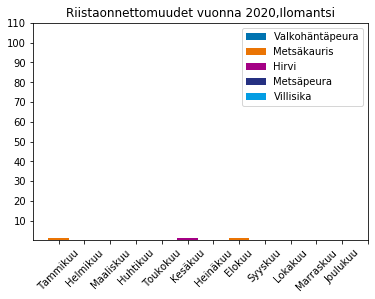 Riistaonnettomuudet vuonna 2020,Ilomantsi
110
100
90
80
70
60
50
40
30
20
10
Valkohäntäpeura
Metsäkauris
Hirvi
Metsäpeura
Villisika
Tammikuu
Helmikuu
Maaliskuu
Huhtikuu
Toukokuu
Kesäkuu
Heinäkuu
Elokuu
Syyskuu
Lokakuu
Marraskuu
Joulukuu